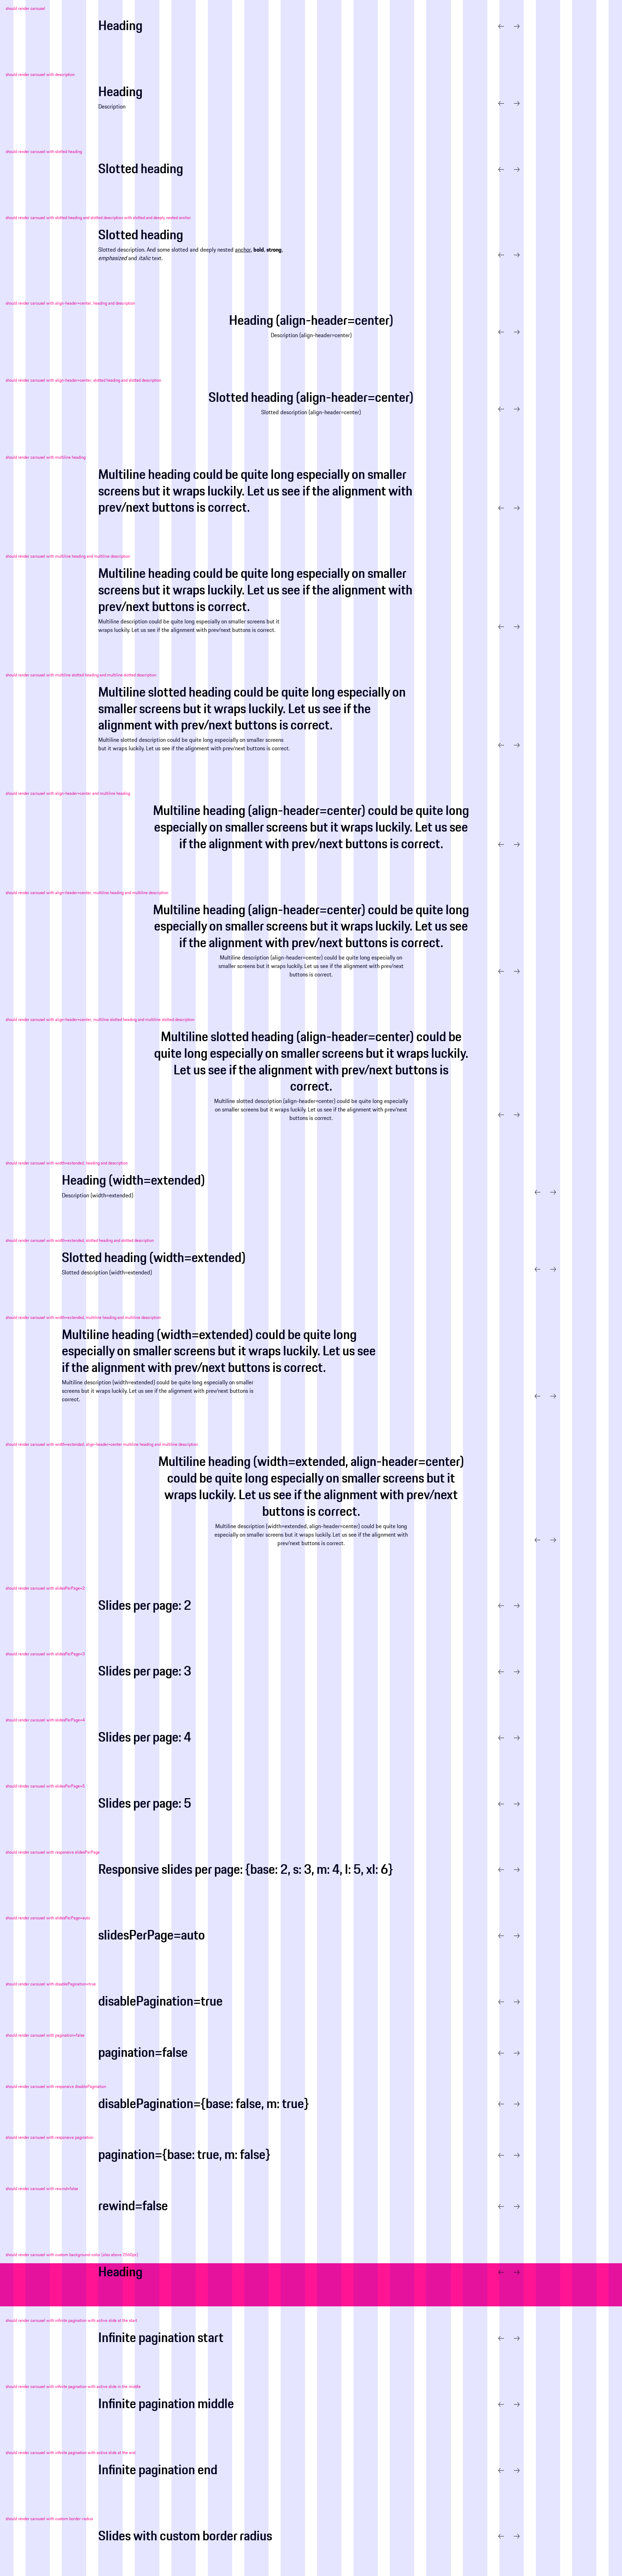 should render carousel
Heading
should render carousel with description
Heading
Description
should render carousel with slotted heading
Slotted heading
should render carousel with slotted heading and slotted description with slotted and deeply nested anchor
Slotted heading
Slotted description. And some slotted and deeply nested anchor, bold, strong,
emphasized and italic text.
should render carousel with align-header=center, heading and description
Heading (align-header=center)
Description (align-header=center)
should render carousel with align-header=center, slotted heading and slotted description
Slotted heading (align-header=center)
Slotted description (align-header=center)
should render carousel with multiline heading
Multiline heading could be quite long especially on smaller
screens but it wraps luckily. Let us see if the alignment with
prev/next buttons is correct.
should render carousel with multiline heading and multiline description
Multiline heading could be quite long especially on smaller
screens but it wraps luckily. Let us see if the alignment with
prev/next buttons is correct.
Multiline description could be quite long especially on smaller screens but it
wraps luckily. Let us see if the alignment with prev/next buttons is correct.
should render carousel with multiline slotted heading and multiline slotted description
Multiline slotted heading could be quite long especially on
smaller screens but it wraps luckily. Let us see if the
alignment with prev/next buttons is correct.
Multiline slotted description could be quite long especially on smaller screens
but it wraps luckily. Let us see if the alignment with prev/next buttons is correct.
should render carousel with align-header=center and multiline heading
Multiline heading (align-header=center) could be quite long
especially on smaller screens but it wraps luckily. Let us see
if the alignment with prev/next buttons is correct.
should render carousel with align-header=center, multiline heading and multiline description
Multiline heading (align-header=center) could be quite long
especially on smaller screens but it wraps luckily. Let us see
if the alignment with prev/next buttons is correct.
Multiline description (align-header=center) could be quite long especially on
smaller screens but it wraps luckily. Let us see if the alignment with prev/next
buttons is correct.
should render carousel with align-header=center, multiline slotted heading and multiline slotted description
Multiline slotted heading (align-header=center) could be
quite long especially on smaller screens but it wraps luckily.
Let us see if the alignment with prev/next buttons is
correct.
Multiline slotted description (align-header=center) could be quite long especially
on smaller screens but it wraps luckily. Let us see if the alignment with prev/next
buttons is correct.
should render carousel with width=extended, heading and description
Heading (width=extended)
Description (width=extended)
should render carousel with width=extended, slotted heading and slotted description
Slotted heading (width=extended)
Slotted description (width=extended)
should render carousel with width=extended, multiline heading and multiline description
Multiline heading (width=extended) could be quite long
especially on smaller screens but it wraps luckily. Let us see
if the alignment with prev/next buttons is correct.
Multiline description (width=extended) could be quite long especially on smaller
screens but it wraps luckily. Let us see if the alignment with prev/next buttons is
correct.
should render carousel with width=extended, align-header=center multiline heading and multiline description
Multiline heading (width=extended, align-header=center)
could be quite long especially on smaller screens but it
wraps luckily. Let us see if the alignment with prev/next
buttons is correct.
Multiline description (width=extended, align-header=center) could be quite long
especially on smaller screens but it wraps luckily. Let us see if the alignment with
prev/next buttons is correct.
should render carousel with slidesPerPage=2
Slides per page: 2
should render carousel with slidesPerPage=3
Slides per page: 3
should render carousel with slidesPerPage=4
Slides per page: 4
should render carousel with slidesPerPage=5
Slides per page: 5
should render carousel with responsive slidesPerPage
Responsive slides per page: {base: 2, s: 3, m: 4, l: 5, xl: 6}
should render carousel with slidesPerPage=auto
slidesPerPage=auto
should render carousel with disablePagination=true
disablePagination=true
should render carousel with pagination=false
pagination=false
should render carousel with responsive disablePagination
disablePagination={base: false, m: true}
should render carousel with responsive pagination
pagination={base: true, m: false}
should render carousel with rewind=false
rewind=false
should render carousel with custom background color (also above 2560px)
Heading
should render carousel with infinite pagination with active slide at the start
Infinite pagination start
should render carousel with infinite pagination with active slide in the middle
Infinite pagination middle
should render carousel with infinite pagination with active slide at the end
Infinite pagination end
should render carousel with custom border radius
Slides with custom border radius